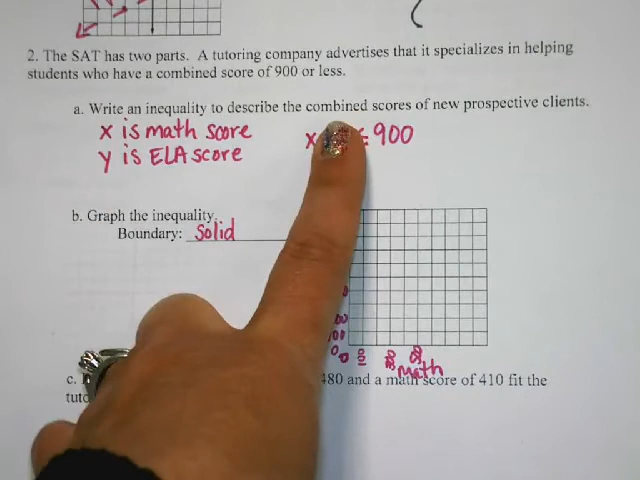 2. The SAT has two parts. A tutoring company advertises that it specializes in helping
students who have a combined score of 900 or less.
a. Write an inequality to describe the combined scores of new prospective clients.
x is math score
y is ELA score
x 900
b. Graph the inequality.
Boundary: solid
math
c. 480 and a math score of 410 fit the